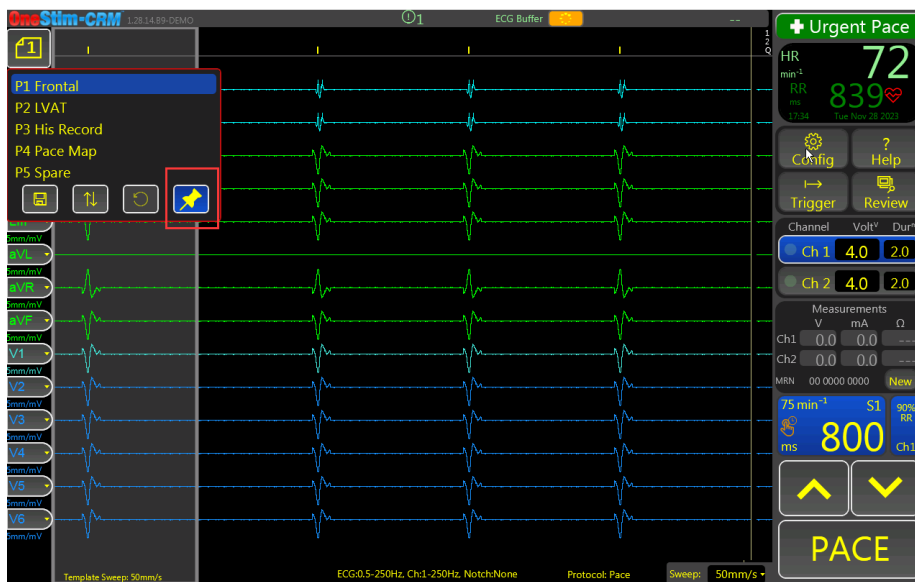 OneStim-CRM 1.28.14.89-DEMO
1 ECG Buffer --
1
2
Q
1
P1 Frontal
P2 LVAT
P3 His Record
P4 Pace Map
P5 Spare
5mm/mV
aVL
5mm/mV
aVR
5mm/mV
aVF
5mm/mV
V1
5mm/mV
V2
5mm/mV
V3
5mm/mV
V4
5mm/mV
V5
5mm/mV
V6
5mm/mV
Template Sweep: 50mm/s
ECG:0.5-250Hz, Ch:1-250Hz, Notch:None
Protocol: Pace
Sweep: 50mm/s
Urgent Pace
HR 72
min-1
RR 839
ms
17:34 Tue Nov 28 2023
Config
? Help
Trigger
Review
Channel Volt V Dur
Ch 1 4.0 2.0
Ch 2 4.0 2.0
Measurements
V mA Ω
Ch1 0.0 0.0 ---
Ch2 0.0 0.0 ---
MRN 00 0000 0000 New
75 min-1 S1
ms 800
90%
RR
Ch1
PACE